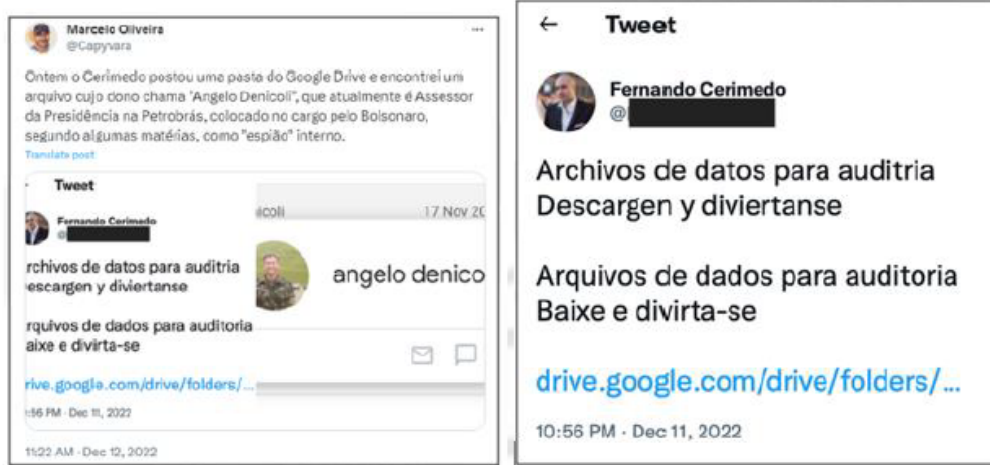 Marcelo Oliveira
@Capyvara
Ontem o Cerimedo postou uma pasta do Google Drive e encontrei um
arquivo cujo dono chama "Angelo Denicoli", que atualmente é Assessor
da Presidência na Petrobrás, colocado no cargo pelo Bolsonaro,
segundo algumas matérias, como "espião" interno.
Translate post
Tweet
Fernando Cerimedo
@
rchivos de datos para auditria
escargen y diviertanse
rquivos de dados para auditoria
aixe e divirta-se
rive.google.com/drive/folders/...
:56 PM · Dec 11, 2022
icoli
17 Nov 20
angelo denico
11:22 AM · Dec 12, 2022
← Tweet
Fernando Cerimedo
@
Archivos de datos para auditria
Descargen y diviertanse
Arquivos de dados para auditoria
Baixe e divirta-se
drive.google.com/drive/folders/...
10:56 PM · Dec 11, 2022